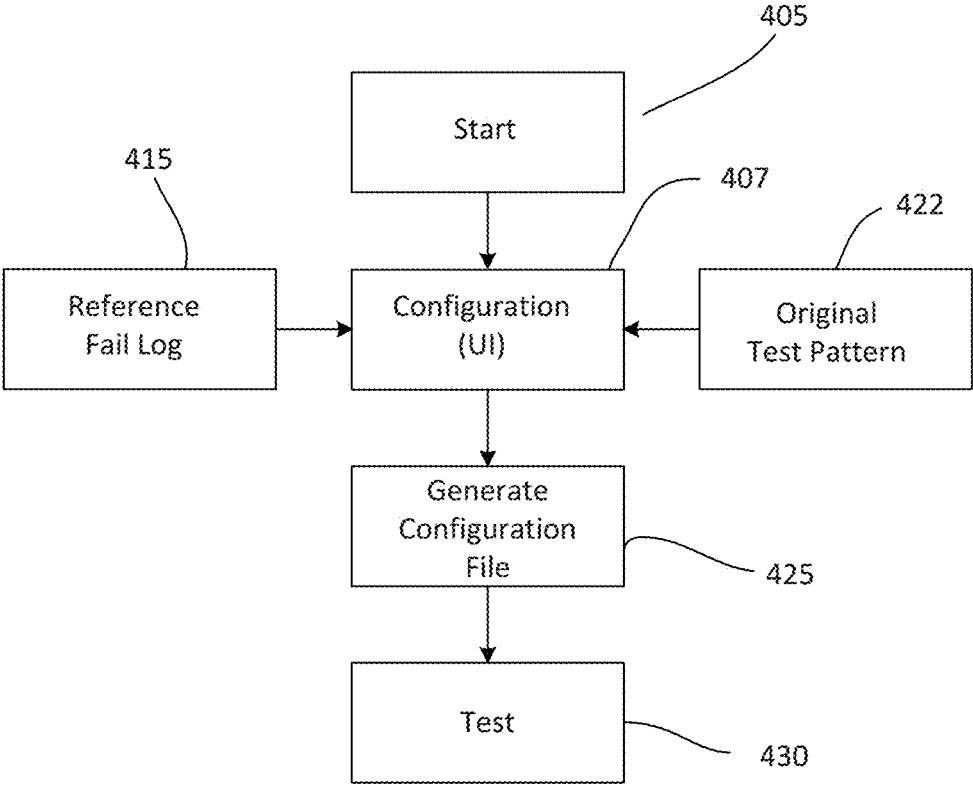 405
Start
415
407
422
Reference
Fail Log
Configuration
(UI)
Original
Test Pattern
Generate
Configuration
File
425
Test
430